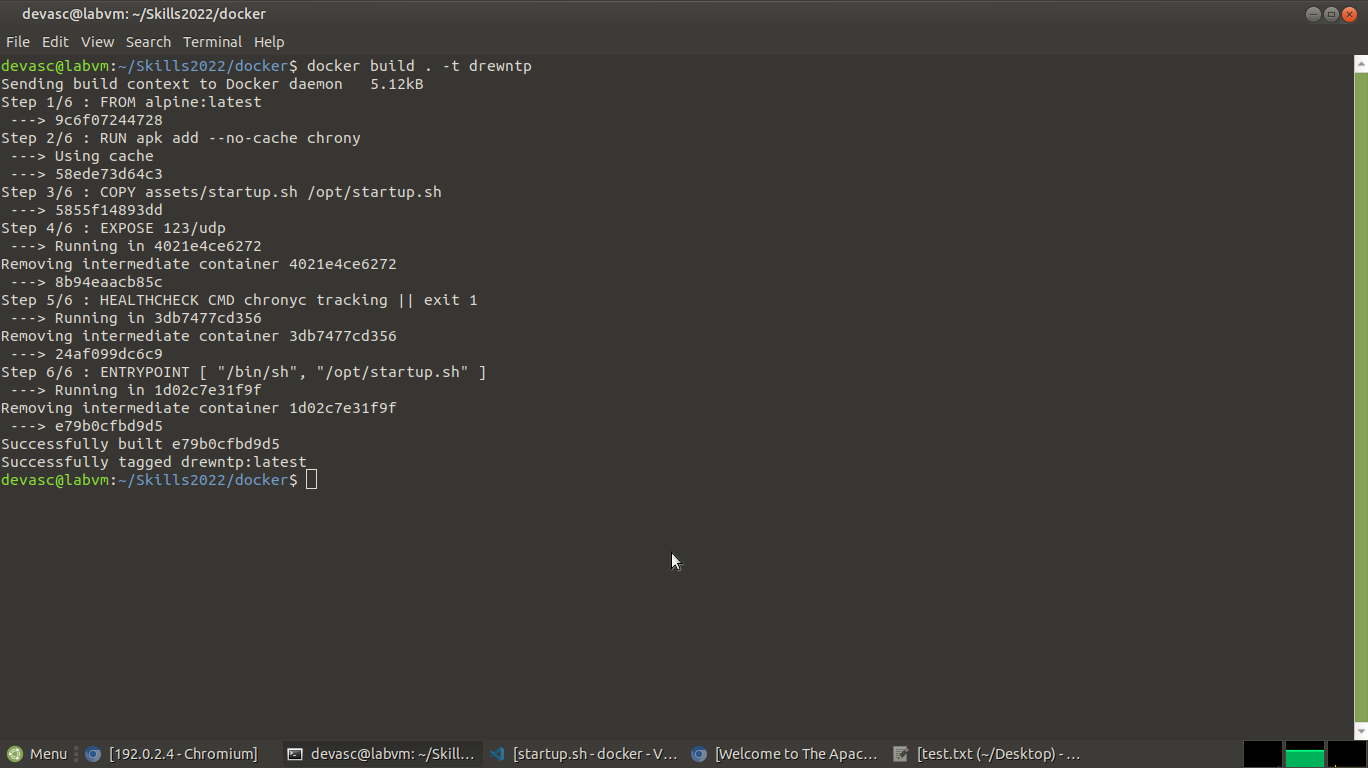 devasc@labvm: ~/Skills2022/docker
File Edit View Search Terminal Help
devasc@labvm:~/Skills2022/docker$ docker build . -t drewntp
Sending build context to Docker daemon   5.12kB
Step 1/6 : FROM alpine:latest
 ---> 9c6f07244728
Step 2/6 : RUN apk add --no-cache chrony
 ---> Using cache
 ---> 58ede73d64c3
Step 3/6 : COPY assets/startup.sh /opt/startup.sh
 ---> 5855f14893dd
Step 4/6 : EXPOSE 123/udp
 ---> Running in 4021e4ce6272
Removing intermediate container 4021e4ce6272
 ---> 8b94eaacb85c
Step 5/6 : HEALTHCHECK CMD chronyc tracking || exit 1
 ---> Running in 3db7477cd356
Removing intermediate container 3db7477cd356
 ---> 24af099dc6c9
Step 6/6 : ENTRYPOINT [ "/bin/sh", "/opt/startup.sh" ]
 ---> Running in 1d02c7e31f9f
Removing intermediate container 1d02c7e31f9f
 ---> e79b0cfbd9d5
Successfully built e79b0cfbd9d5
Successfully tagged drewntp:latest
devasc@labvm:~/Skills2022/docker$
Menu [192.0.2.4 - Chromium] devasc@labvm: ~/Skill... [startup.sh - docker - V... [Welcome to The Apac... [test.txt (~/Desktop) - ...